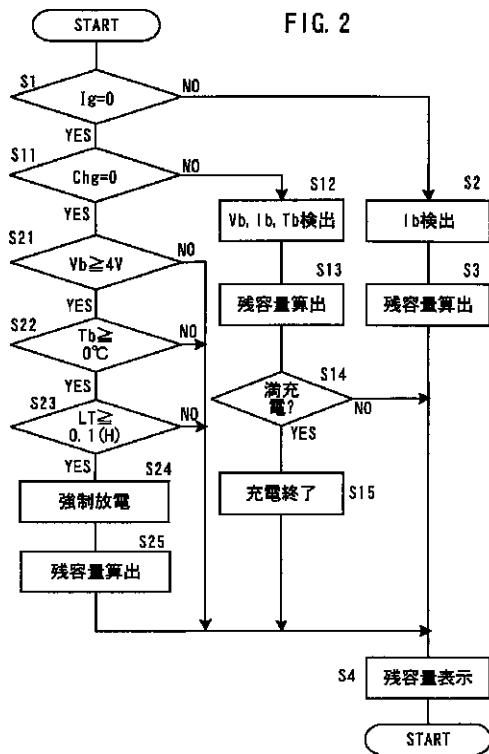 FIG. 2
START
S1
Ig=0
NO
YES
S11
Chg=0
NO
YES
S21
Vb≧4V
NO
YES
S22
Tb≧
0℃
NO
YES
S23
LT≧
0.1(H)
NO
YES
S24
強制放電
S25
残容量算出
S12
Vb,Ib,Tb検出
S13
残容量算出
S14
満充
電?
NO
YES
充電終了
S15
S2
Ib検出
S3
残容量算出
S4
残容量表示
START